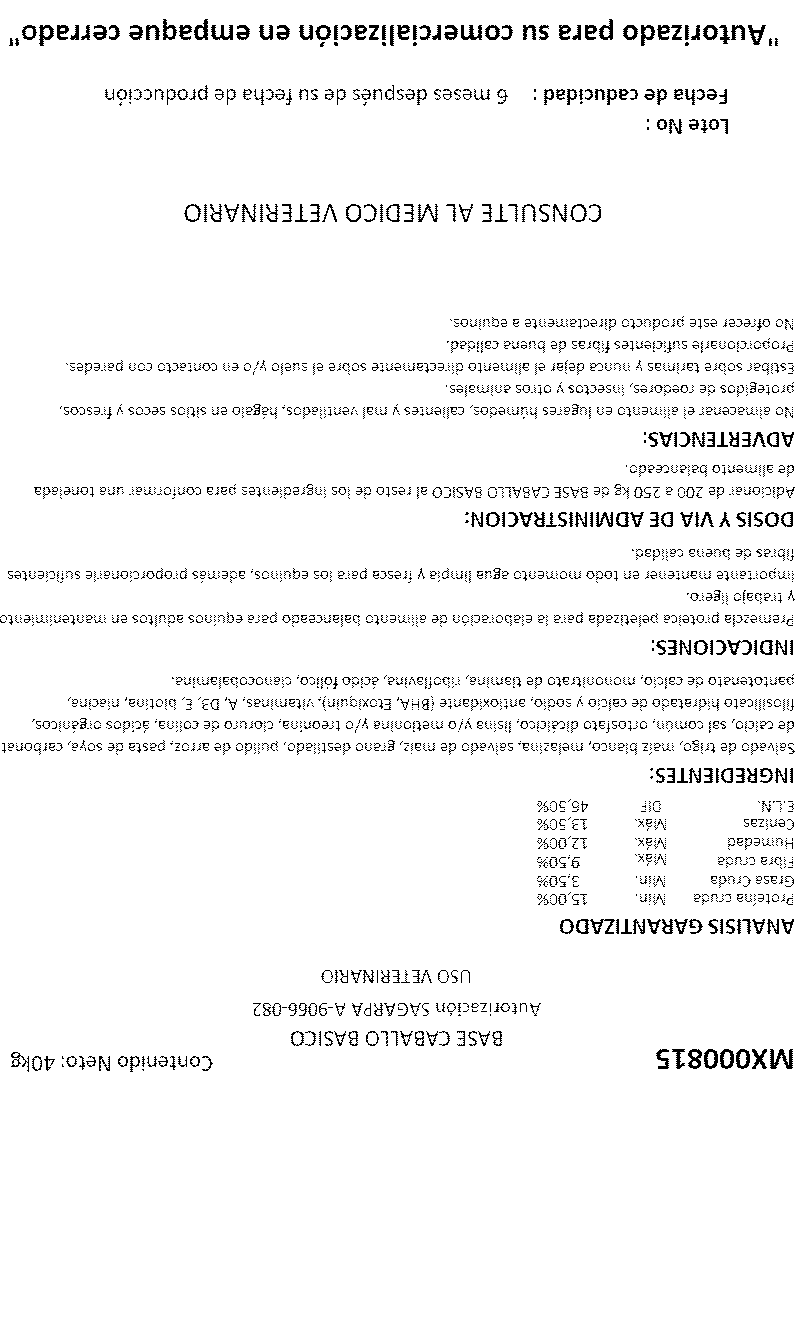 MX000815
Contenido Neto: 40kg
BASE CABALLO BASICO
Autorización SAGARPA A-9066-082
USO VETERINARIO
ANALISIS GARANTIZADO
Proteína cruda Mín. 15,00%
Grasa Cruda Mín. 3,50%
Fibra cruda Máx. 9,50%
Humedad Máx. 12,00%
Cenizas Máx. 13,50%
E.L.N. DIF 46,50%
INGREDIENTES:
Salvado de trigo, maíz blanco, melazina, salvado de maíz, grano destilado, pulido de arroz, pasta de soya, carbonat
de calcio, sal común, ortosfato dicálcico, lisina y/o metionina y/o treonina, cloruro de colina, ácidos orgánicos,
filosilicato hidratado de calcio y sodio, antioxidante (BHA, Etoxiquin), vitaminas, A, D3, E, biotina, niacina,
pantotenato de calcio, mononitrato de tiamina, riboflavina, ácido fólico, cianocobalamina.
INDICACIONES:
Premezcla proteica peletizada para la elaboración de alimento balanceado para equinos adultos en mantenimiento
y trabajo ligero.
Importante mantener en todo momento agua limpia y fresca para los equinos, además proporcionarle suficientes
fibras de buena calidad.
DOSIS Y VIA DE ADMINISTRACION:
Adicionar de 200 a 250 kg de BASE CABALLO BASICO al resto de los ingredientes para conformar una tonelada
de alimento balanceado.
ADVERTENCIAS:
No almacenar el alimento en lugares húmedos, calientes y mal ventilados, hágalo en sitios secos y frescos,
protegidos de roedores, insectos y otros animales.
Estibar sobre tarimas y nunca dejar el alimento directamente sobre el suelo y/o en contacto con paredes.
Proporcionarle suficientes fibras de buena calidad.
No ofrecer este producto directamente a equinos.
CONSULTE AL MEDICO VETERINARIO
Lote No :
Fecha de caducidad : 6 meses después de su fecha de producción
"Autorizado para su comercialización en empaque cerrado"